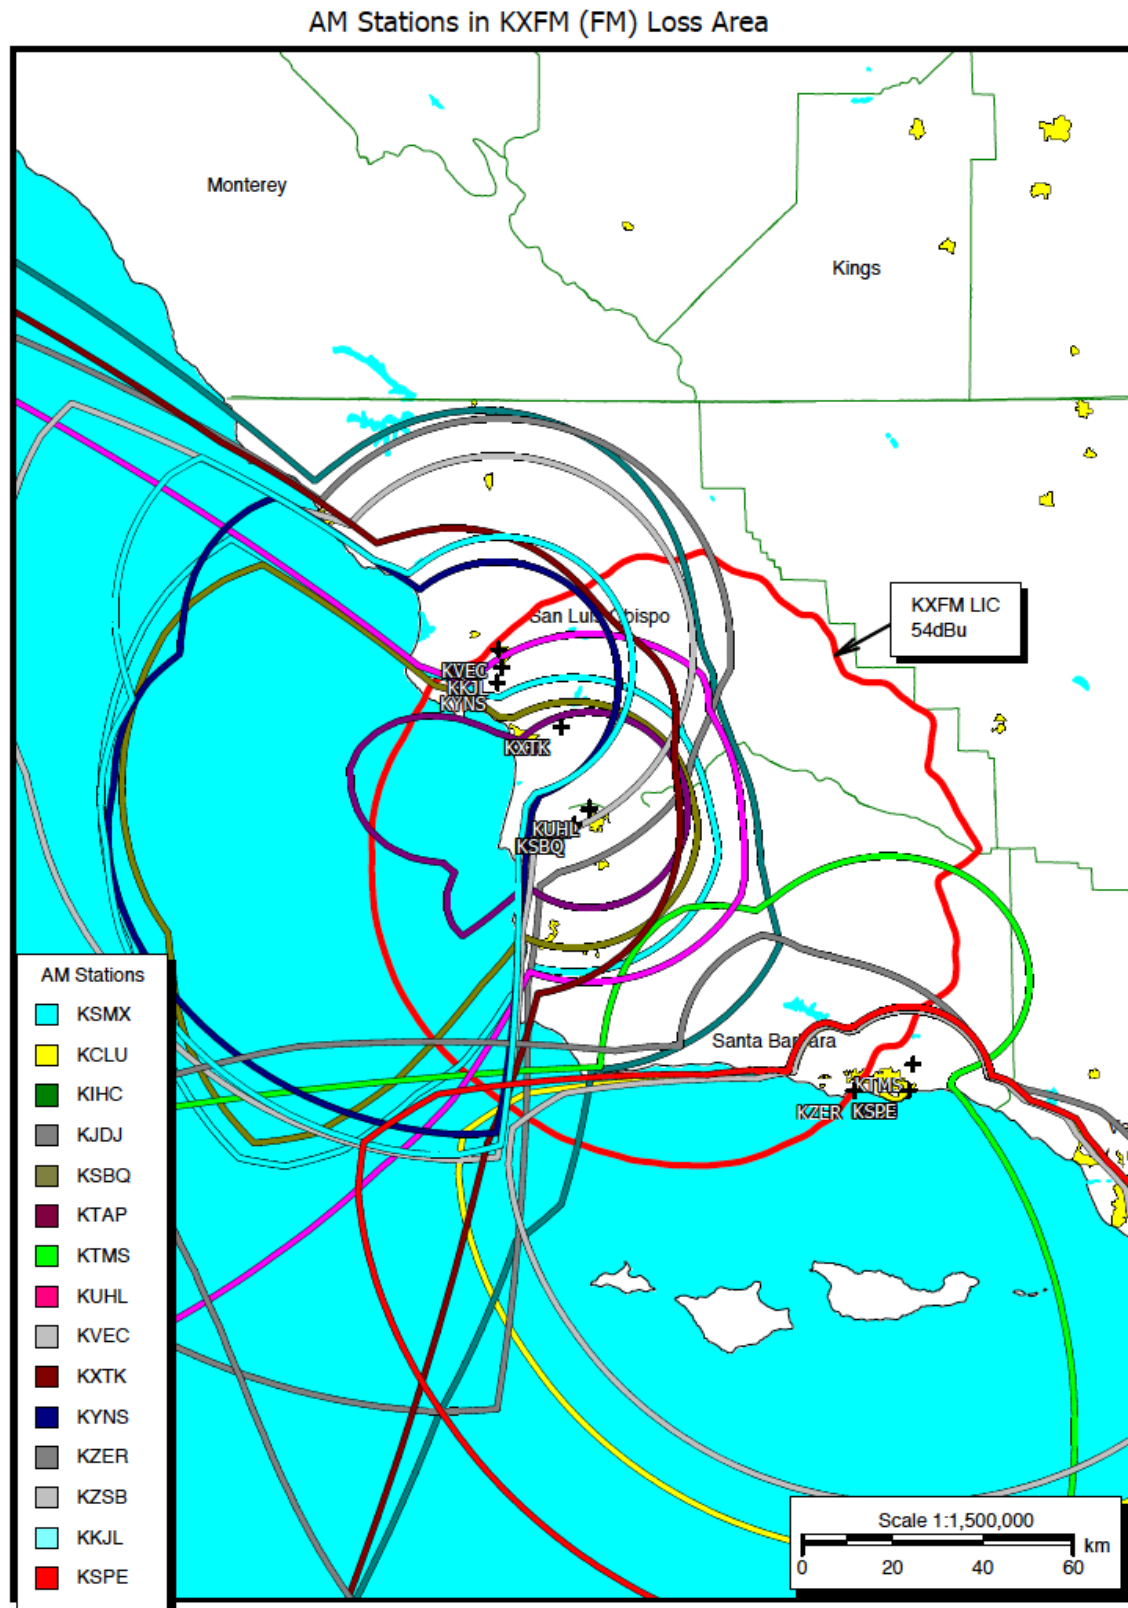 AM Stations in KXFM (FM) Loss Area
Monterey
Kings
KXFM LIC
54dBu
San Luis Obispo
KVEC
KKJL
KYNS
KXTK
KUHL
KSBQ
Santa Barbara
KTMS
KZER
KSPE
AM Stations
KSMX
KCLU
KIHC
KJDJ
KSBQ
KTAP
KTMS
KUHL
KVEC
KXTK
KYNS
KZER
KZSB
KKJL
KSPE
Scale 1:1,500,000
km
0 20 40 60